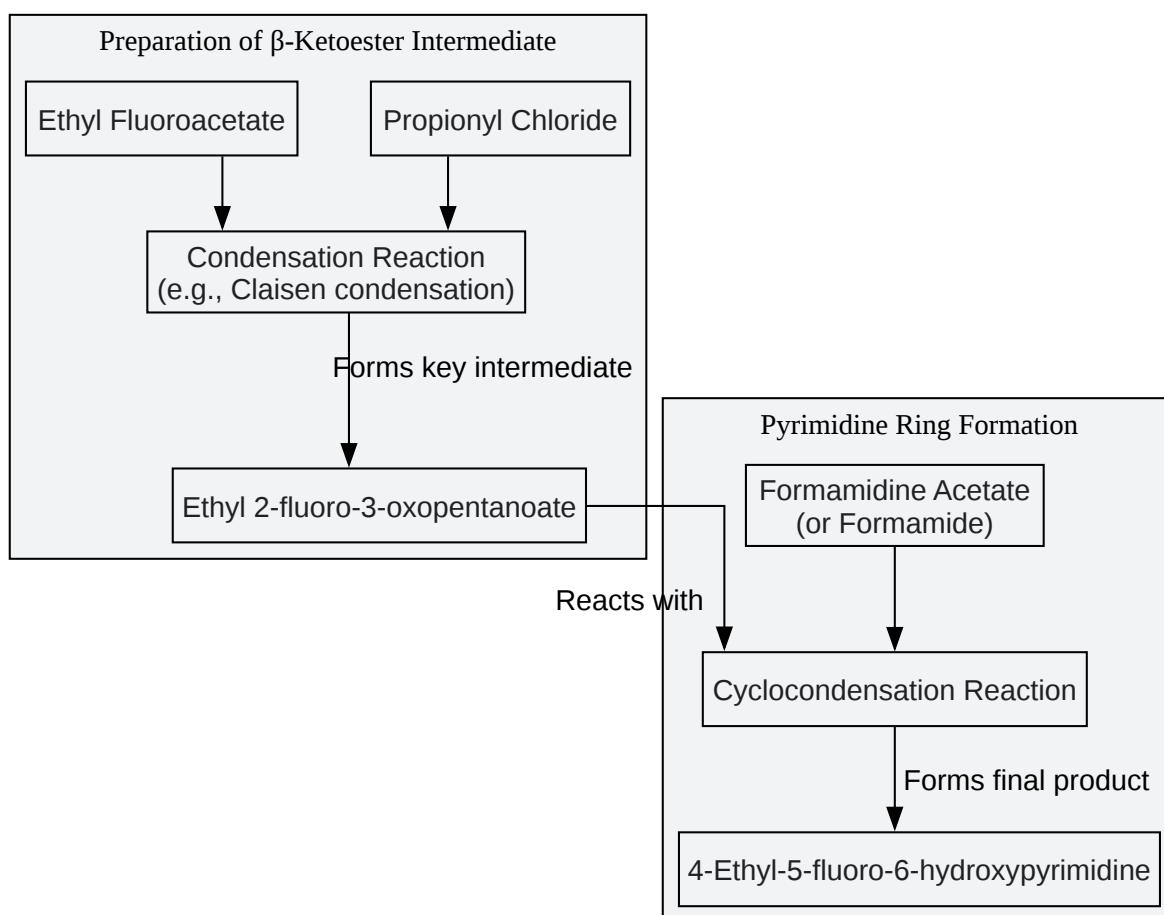 Preparation of β-Ketoester Intermediate
Ethyl Fluoroacetate
Propionyl Chloride
Condensation Reaction
(e.g., Claisen condensation)
Forms key intermediate
Ethyl 2-fluoro-3-oxopentanoate
Reacts with
Pyrimidine Ring Formation
Formamidine Acetate
(or Formamide)
Cyclocondensation Reaction
Forms final product
4-Ethyl-5-fluoro-6-hydroxypyrimidine